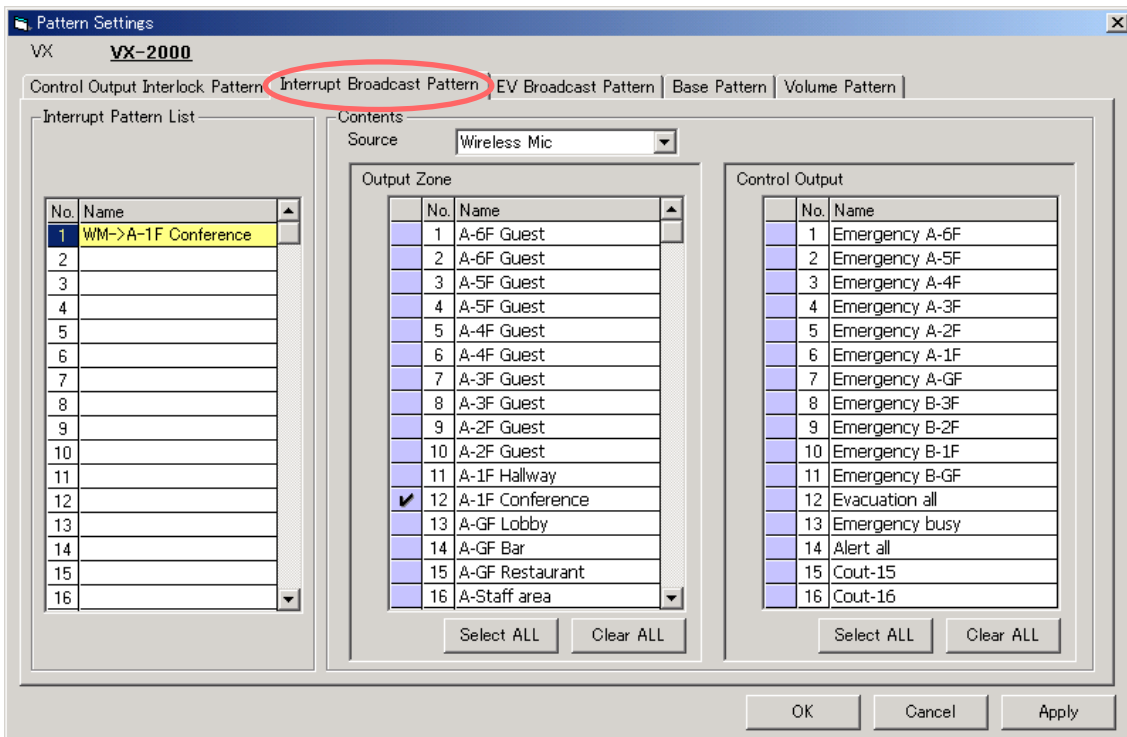 Pattern Settings
VX VX-2000
Control Output Interlock Pattern Interrupt Broadcast Pattern EV Broadcast Pattern Base Pattern Volume Pattern
Interrupt Pattern List
No. Name
1 WM->A-1F Conference
2
3
4
5
6
7
8
9
10
11
12
13
14
15
16
Contents
Source Wireless Mic
Output Zone
No. Name
1 A-6F Guest
2 A-6F Guest
3 A-5F Guest
4 A-5F Guest
5 A-4F Guest
6 A-4F Guest
7 A-3F Guest
8 A-3F Guest
9 A-2F Guest
10 A-2F Guest
11 A-1F Hallway
12 A-1F Conference
13 A-GF Lobby
14 A-GF Bar
15 A-GF Restaurant
16 A-Staff area
Select ALL Clear ALL
Control Output
No. Name
1 Emergency A-6F
2 Emergency A-5F
3 Emergency A-4F
4 Emergency A-3F
5 Emergency A-2F
6 Emergency A-1F
7 Emergency A-GF
8 Emergency B-3F
9 Emergency B-2F
10 Emergency B-1F
11 Emergency B-GF
12 Evacuation all
13 Emergency busy
14 Alert all
15 Cout-15
16 Cout-16
Select ALL Clear ALL
OK Cancel Apply